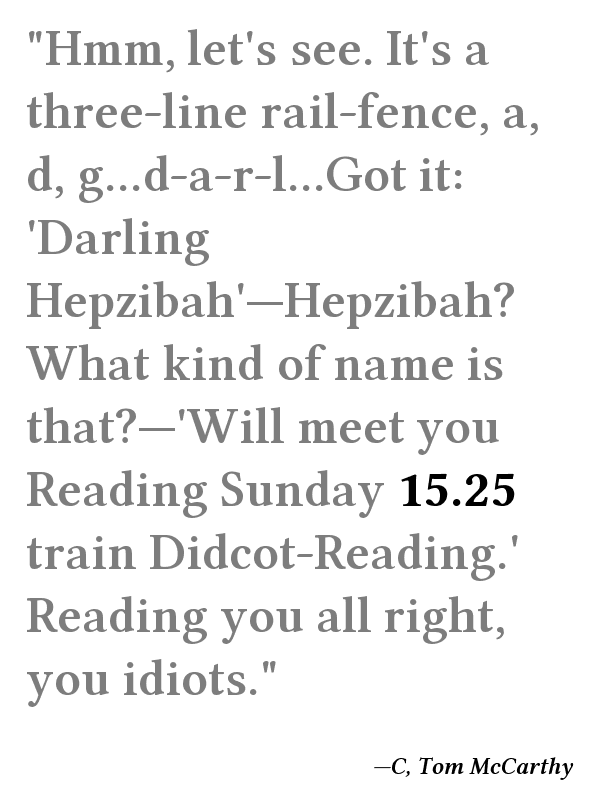 "Hmm, let's see. It's a
three-line rail-fence, a,
d, g...d-a-r-l...Got it:
'Darling
Hepzibah'—Hepzibah?
What kind of name is
that?—'Will meet you
Reading Sunday 15.25
train Didcot-Reading.'
Reading you all right,
you idiots."
—C, Tom McCarthy